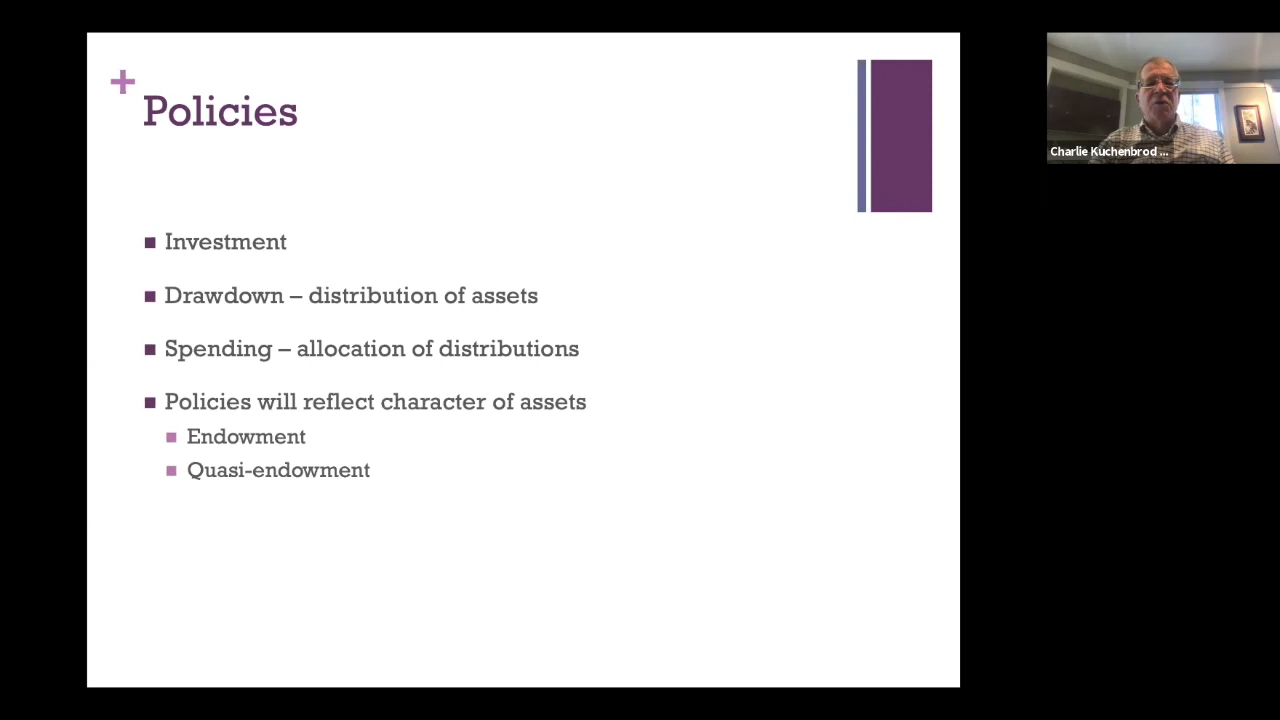 +
Policies
Investment
Drawdown – distribution of assets
Spending – allocation of distributions
Policies will reflect character of assets
Endowment
Quasi-endowment
Charlie Kuchenbrod ...